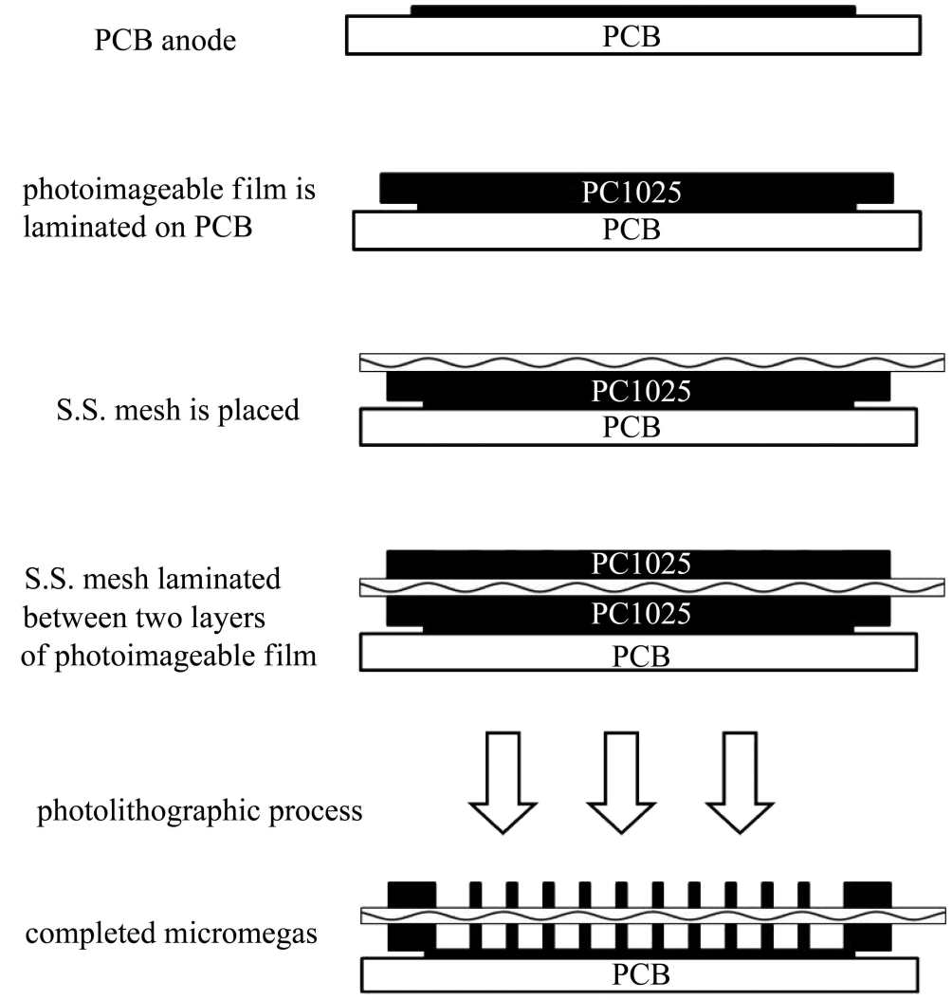 PCB anode
PCB
photoimageable film is
laminated on PCB
PC1025
PCB
S.S. mesh is placed
PC1025
PCB
S.S. mesh laminated
between two layers
of photoimageable film
PC1025
PC1025
PCB
photolithographic process
completed micromegas
PCB